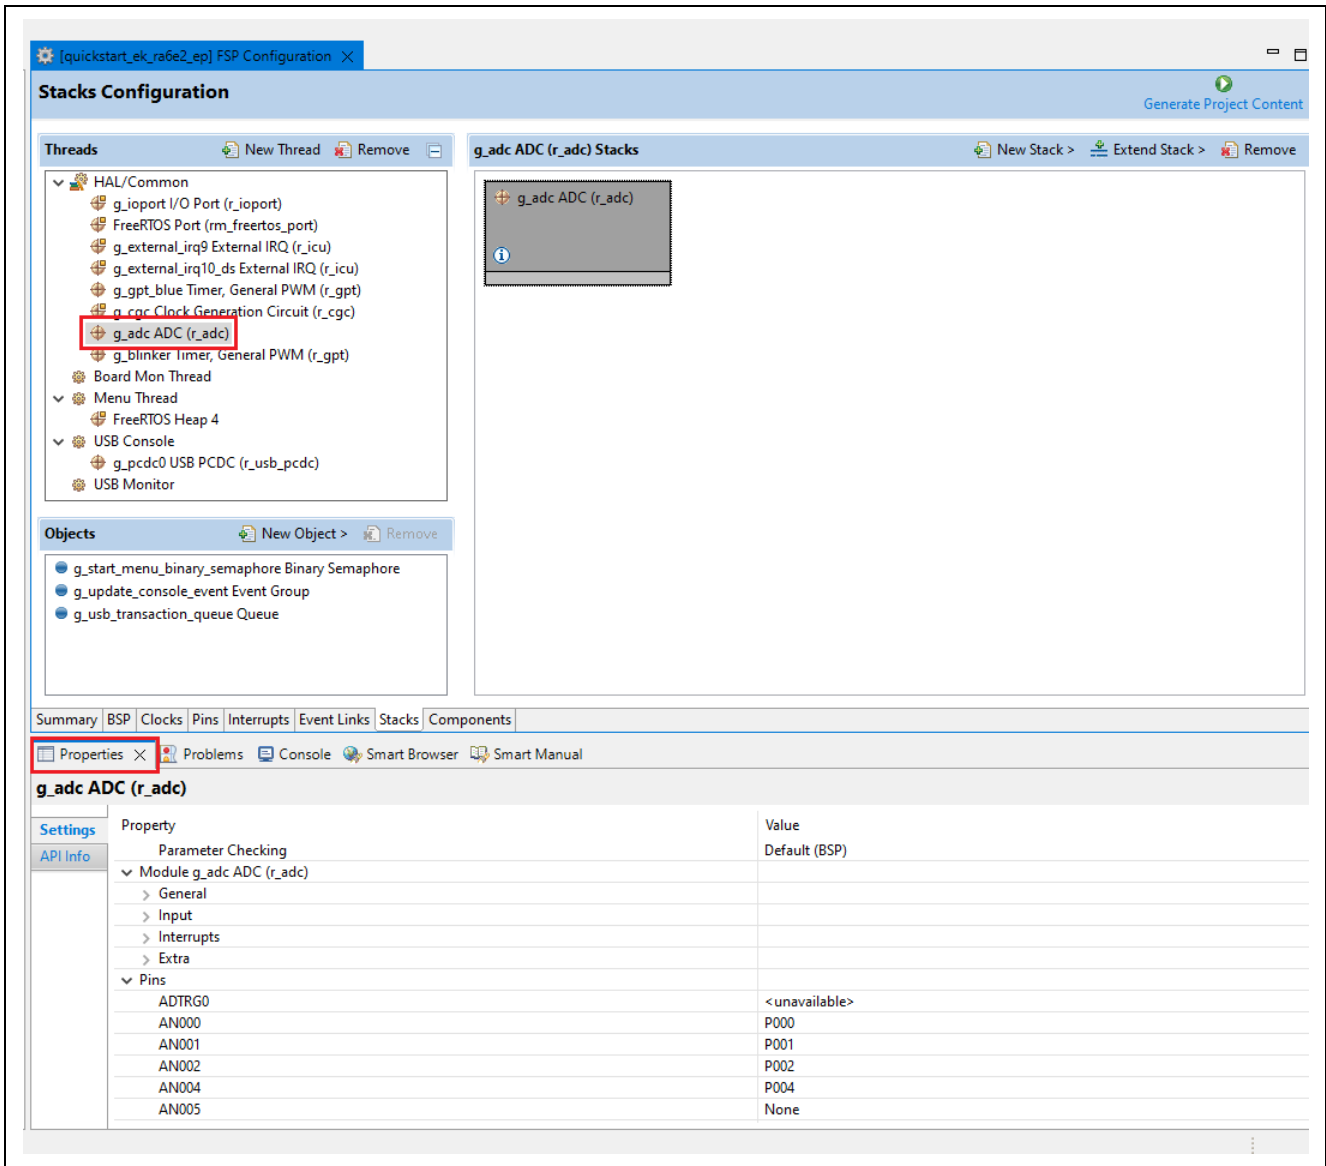 [quickstart_ek_ra6e2_ep] FSP Configuration
Stacks Configuration
Generate Project Content
Threads New Thread Remove
HAL/Common
g_ioport I/O Port (r_ioport)
FreeRTOS Port (rm_freertos_port)
g_external_irq9 External IRQ (r_icu)
g_external_irq10_ds External IRQ (r_icu)
g_gpt_blue Timer, General PWM (r_gpt)
g_cgc Clock Generation Circuit (r_cgc)
g_adc ADC (r_adc)
g_blinker Timer, General PWM (r_gpt)
Board Mon Thread
Menu Thread
FreeRTOS Heap 4
USB Console
g_pcdc0 USB PCDC (r_usb_pcdc)
USB Monitor
g_adc ADC (r_adc) Stacks New Stack > Extend Stack > Remove
g_adc ADC (r_adc)
Objects New Object > Remove
g_start_menu_binary_semaphore Binary Semaphore
g_update_console_event Event Group
g_usb_transaction_queue Queue
Summary BSP Clocks Pins Interrupts Event Links Stacks Components
Properties Problems Console Smart Browser Smart Manual
g_adc ADC (r_adc)
Settings
API Info
Property Value
Parameter Checking Default (BSP)
Module g_adc ADC (r_adc)
General
Input
Interrupts
Extra
Pins
ADTRG0 <unavailable>
AN000 P000
AN001 P001
AN002 P002
AN004 P004
AN005 None